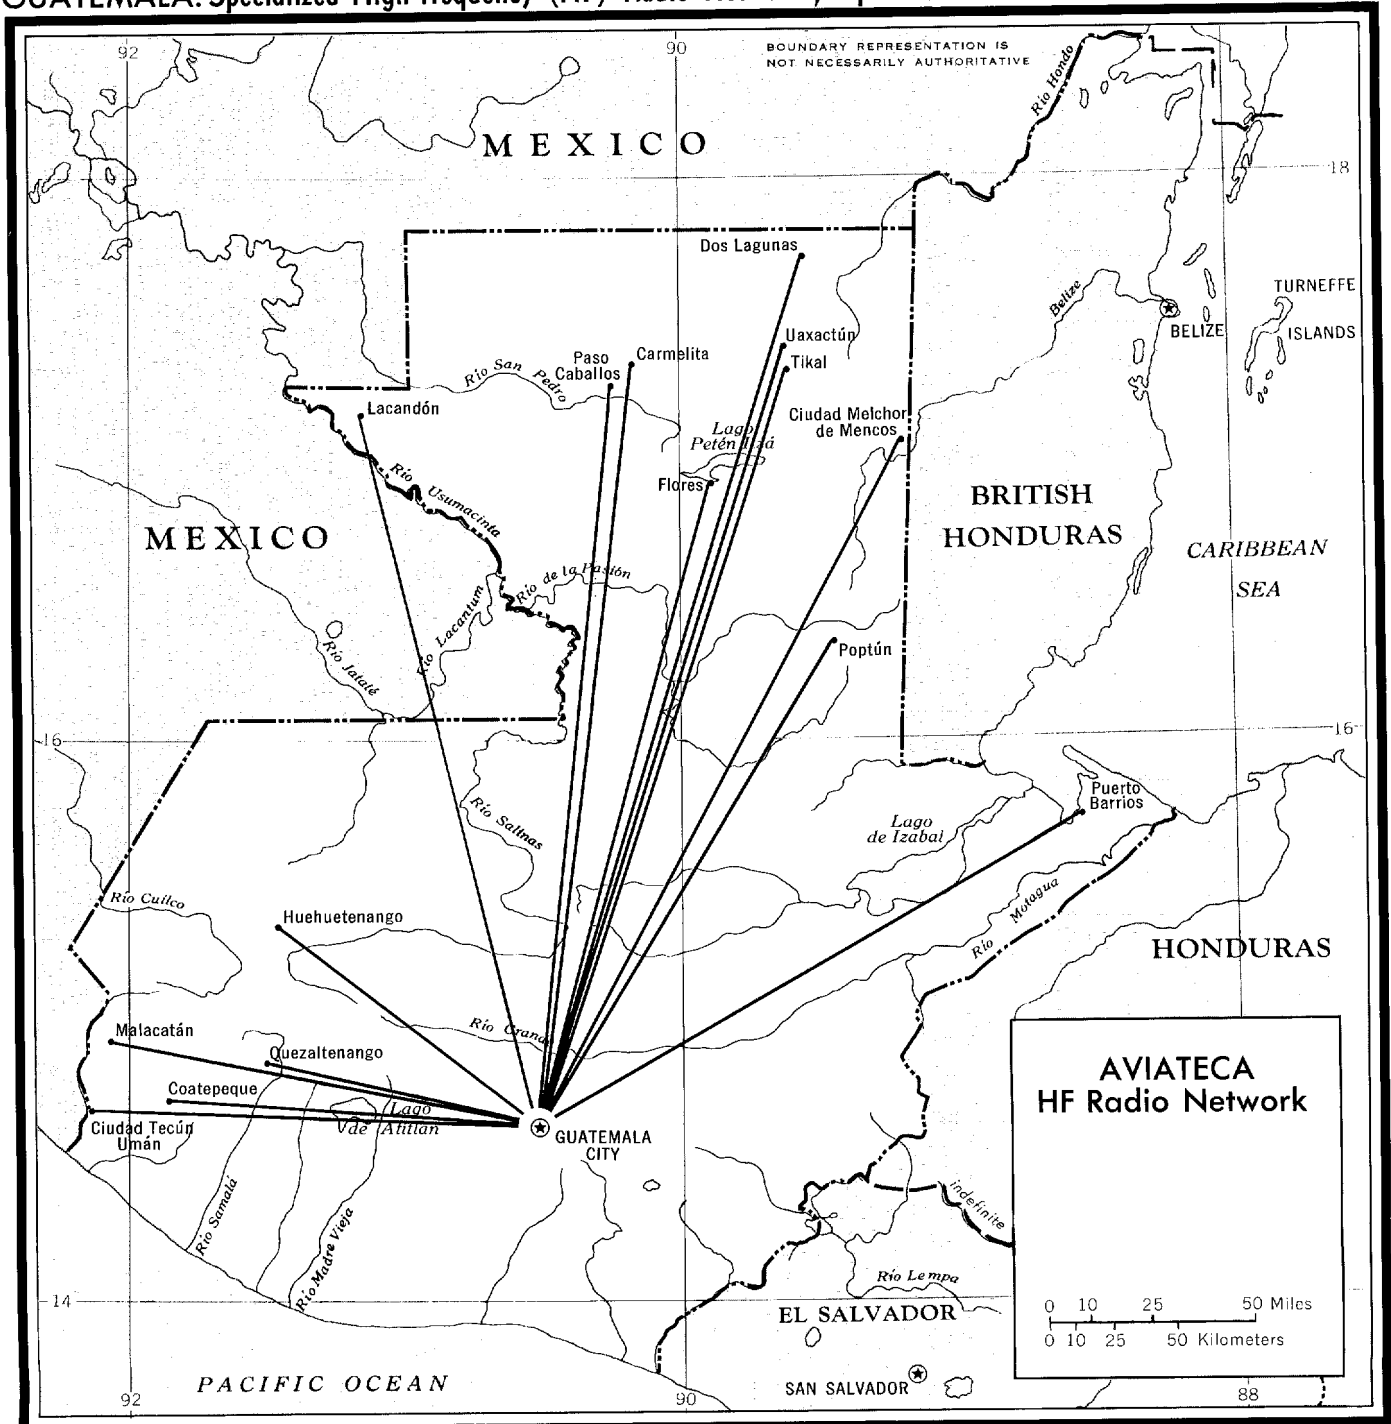 GUATEMALA: Specialized High Frequency (HF) Radio
92
90
BOUNDARY REPRESENTATION IS
NOT NECESSARILY AUTHORITATIVE
Río Hondo
MEXICO
18
Dos Lagunas
TURNEFFE
ISLANDS
Belize
BELIZE
Uaxactún
Tikal
Paso
Caballos
Carmelita
Río San Pedro
Lacandón
Ciudad Melchor
de Mencos
Lago
Petén Itzá
Flores
Río Usumacinta
BRITISH
HONDURAS
MEXICO
CARIBBEAN
SEA
Río de la Pasión
Río Lacantum
Río Jataté
Poptún
16
16
Puerto
Barrios
Río Salinas
Lago
de Izabal
Río Cuilco
Huehuetenango
Río Motagua
HONDURAS
Río Grande
Malacatán
Quezaltenango
Coatepeque
Lago
de Atitlán
Ciudad Tecún
Umán
GUATEMALA
CITY
AVIATECA
HF Radio Network
Río Samalá
Río Madre Vieja
indefinite
Río Lempa
14
EL SALVADOR
0 10 25 50 Miles
0 10 25 50 Kilometers
PACIFIC OCEAN
SAN SALVADOR
92
90
88